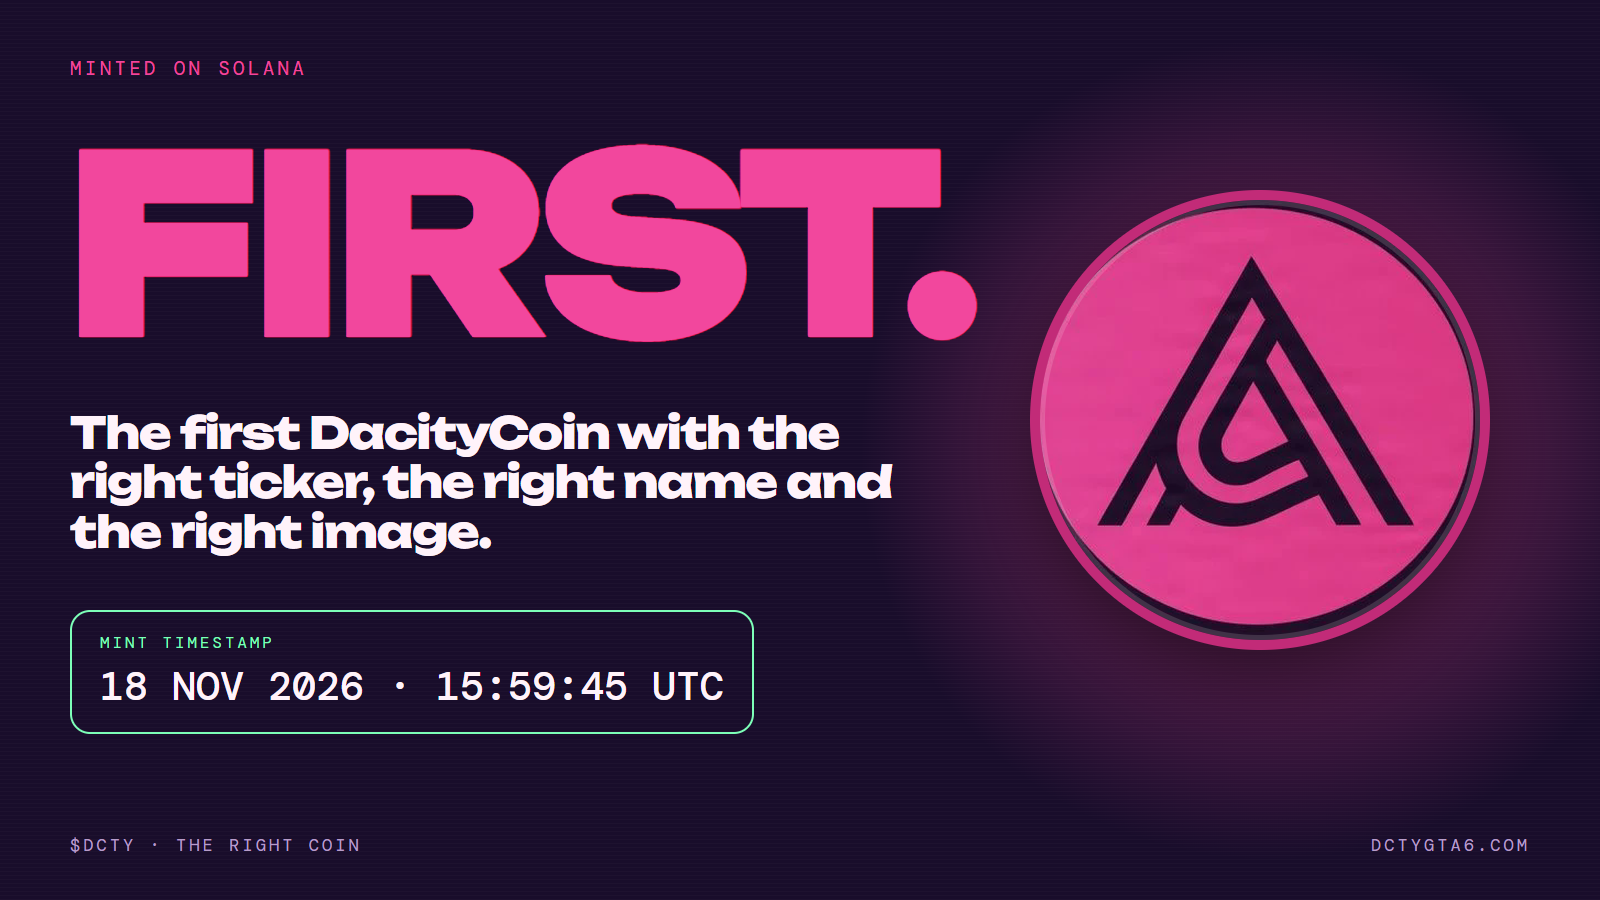 MINTED ON SOLANA
FIRST.
The first DacityCoin with the
right ticker, the right name and
the right image.
MINT TIMESTAMP
18 NOV 2026 · 15:59:45 UTC
$DCTY · THE RIGHT COIN
DCTYGTA6.COM